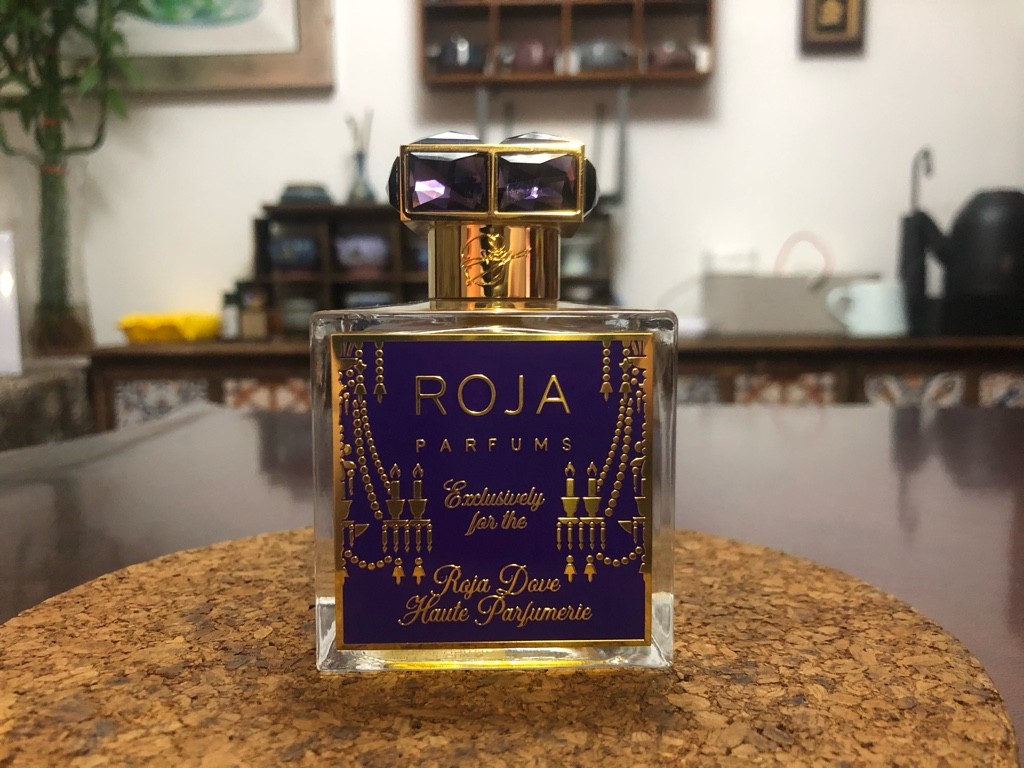 ROJA
PARFUMS
Exclusively
for the
Roja Dove
Haute Parfumerie